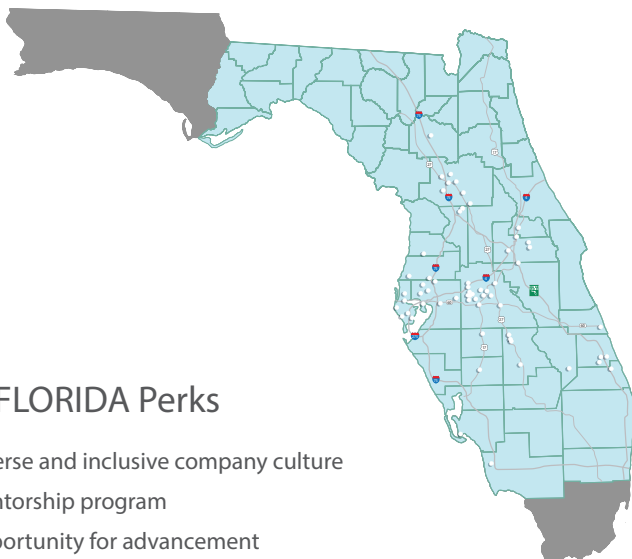 FLORIDA Perks
erse and inclusive company culture
ntorship program
portunity for advancement